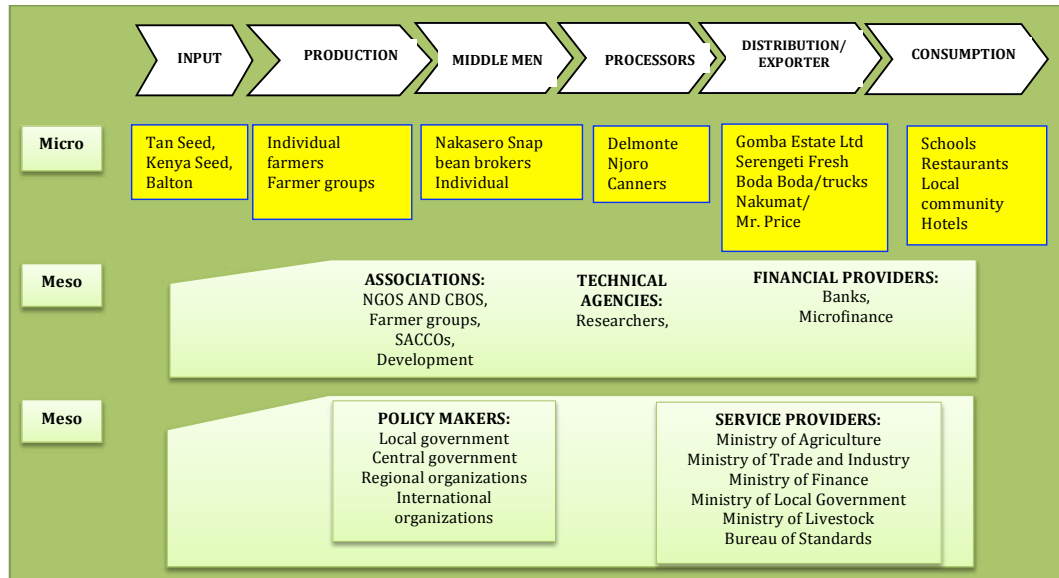 INPUT
PRODUCTION
MIDDLE MEN
PROCESSORS
DISTRIBUTION/
EXPORTER
CONSUMPTION
Micro
Tan Seed,
Kenya Seed,
Balton
Individual
farmers
Farmer groups
Nakasero Snap
bean brokers
Individual
Delmonte
Njoro
Canners
Gomba Estate Ltd
Serengeti Fresh
Boda Boda/trucks
Nakumat/
Mr. Price
Schools
Restaurants
Local
community
Hotels
Meso
ASSOCIATIONS:
NGOS AND CBOS,
Farmer groups,
SACCOs,
Development
TECHNICAL
AGENCIES:
Researchers,
FINANCIAL PROVIDERS:
Banks,
Microfinance
Meso
POLICY MAKERS:
Local government
Central government
Regional organizations
International
organizations
SERVICE PROVIDERS:
Ministry of Agriculture
Ministry of Trade and Industry
Ministry of Finance
Ministry of Local Government
Ministry of Livestock
Bureau of Standards